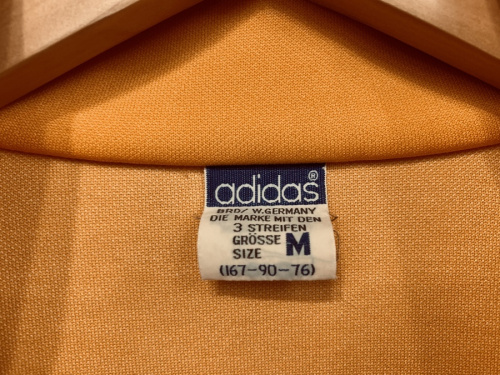 adidas®
BRD/ W.GERMANY
DIE MARKE MIT DEN
3 STREIFEN
GRÖSSE M
SIZE
(167-90-76)